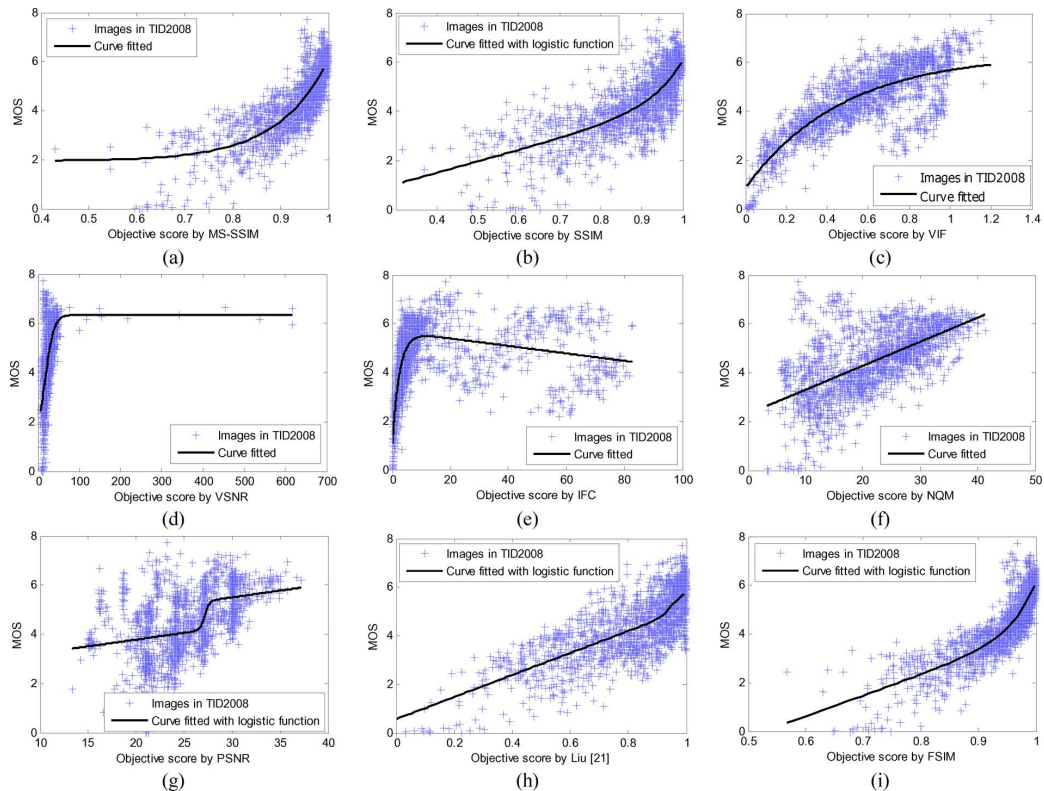 Images in TID2008
Curve fitted
MOS
8
6
4
2
0
0.4 0.5 0.6 0.7 0.8 0.9 1
Objective score by MS-SSIM
(a)
Images in TID2008
Curve fitted with logistic function
MOS
8
6
4
2
0
0.4 0.5 0.6 0.7 0.8 0.9 1
Objective score by SSIM
(b)
Images in TID2008
Curve fitted
MOS
8
6
4
2
0
0 0.2 0.4 0.6 0.8 1 1.2 1.4
Objective score by VIF
(c)
Images in TID2008
Curve fitted
MOS
8
6
4
2
0
0 100 200 300 400 500 600 700
Objective score by VSNR
(d)
Images in TID2008
Curve fitted
MOS
8
6
4
2
0
0 20 40 60 80 100
Objective score by IFC
(e)
Images in TID2008
Curve fitted
MOS
8
6
4
2
0
0 10 20 30 40 50
Objective score by NQM
(f)
Images in TID2008
Curve fitted with logistic function
MOS
8
6
4
2
0
10 15 20 25 30 35 40
Objective score by PSNR
(g)
Images in TID2008
Curve fitted with logistic function
MOS
8
6
4
2
0
0 0.2 0.4 0.6 0.8 1
Objective score by Liu [21]
(h)
Images in TID2008
Curve fitted with logistic function
MOS
8
6
4
2
0
0.5 0.6 0.7 0.8 0.9 1
Objective score by FSIM
(i)